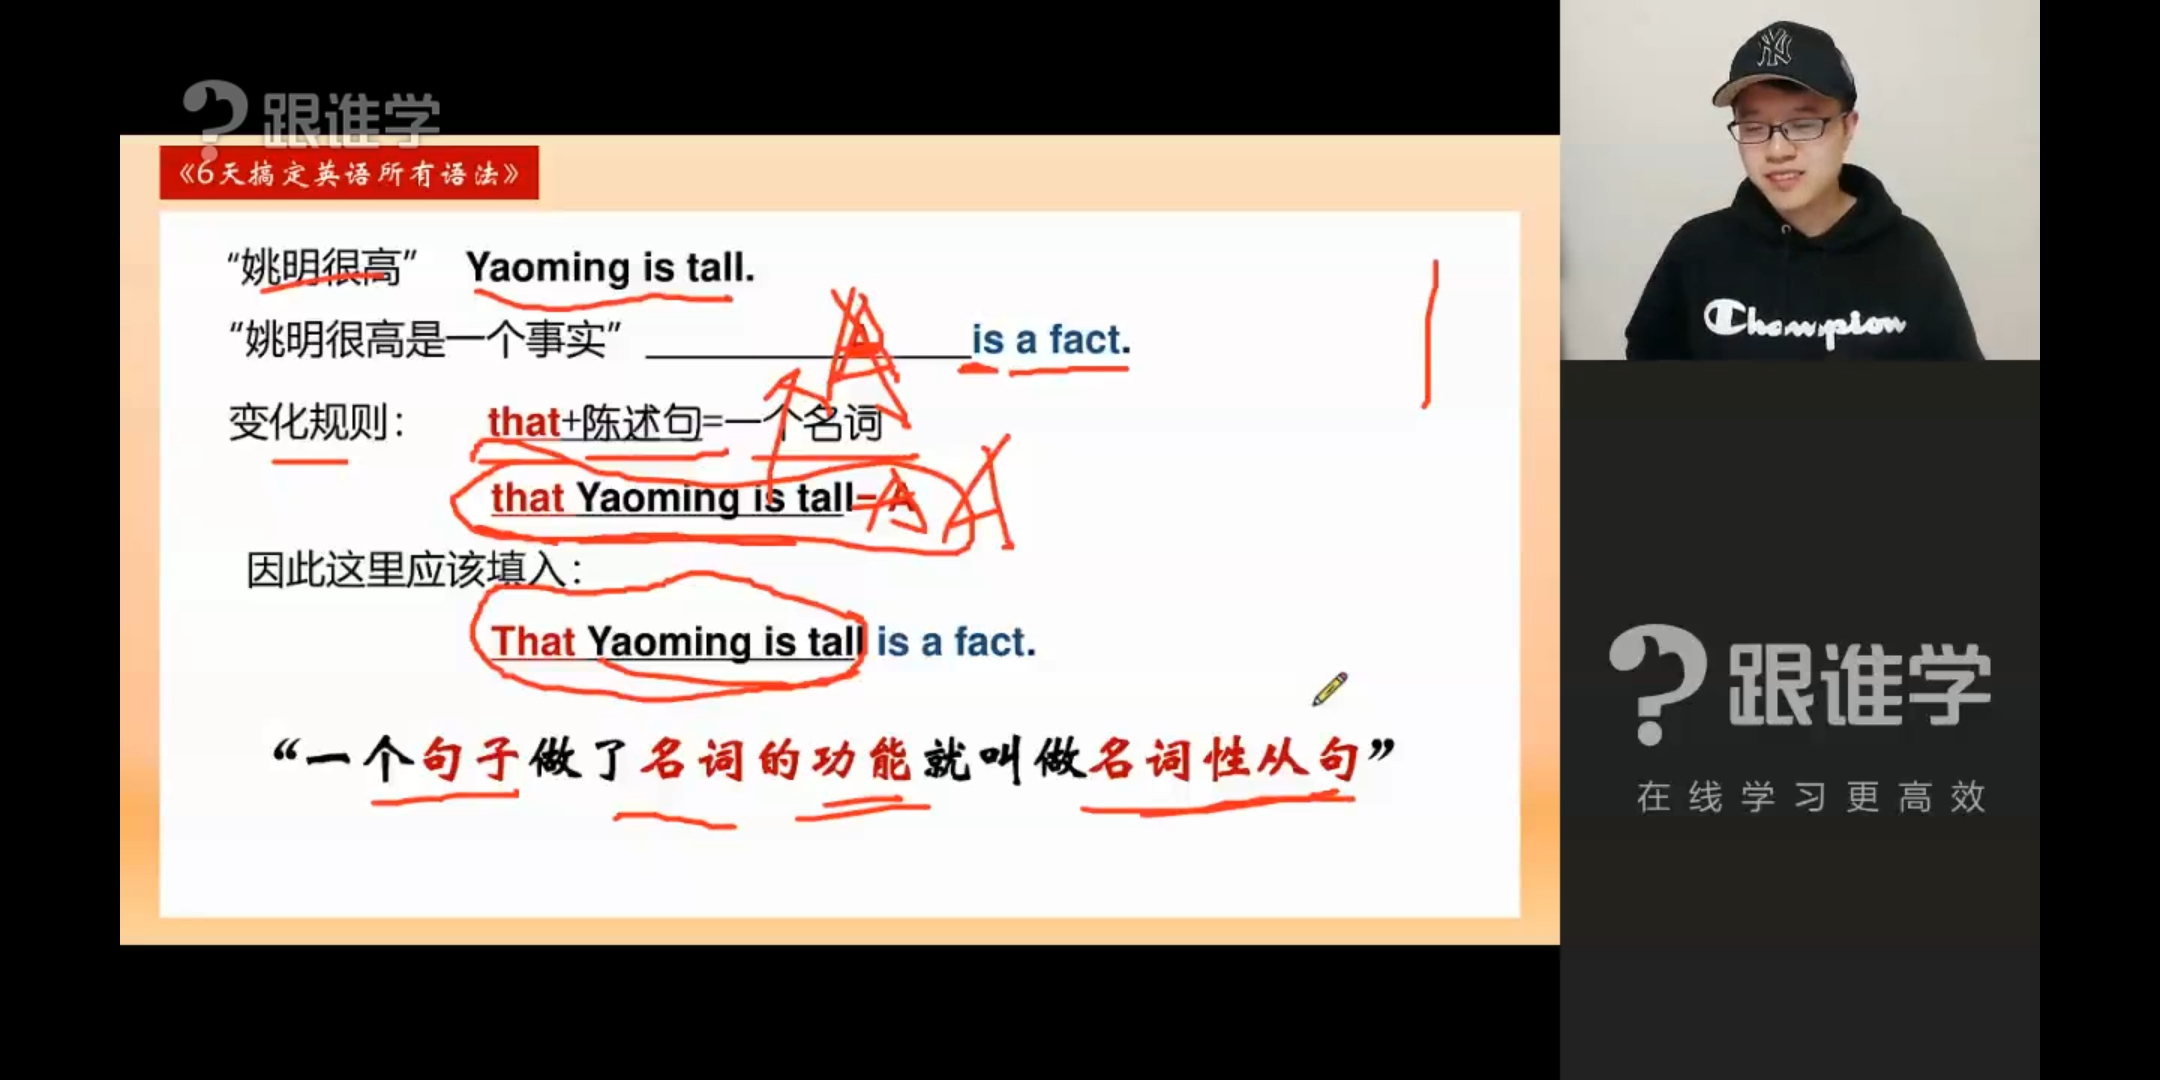 跟谁学
《6天搞定英语所有语法》
“姚明很高” Yaoming is tall.
“姚明很高是一个事实” A is a fact.
变化规则： that+陈述句=一个名词
that Yaoming is tall= A A A
因此这里应该填入：
That Yaoming is tall is a fact.
“一个句子做了名词的功能就叫做名词性从句”
NY
Champion
跟谁学
在线学习更高效